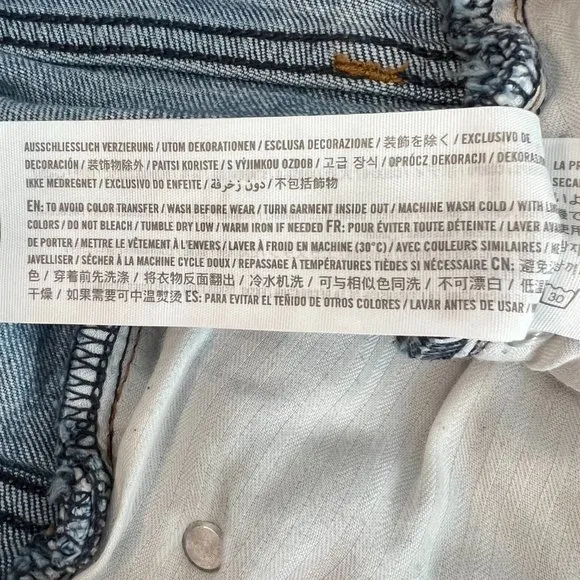 AUSSCHLIESSLICH VERZIERUNG / UTOM DEKORATIONEN / ESCLUSA DECORAZIONE / 装飾を除く / EXCLUSIVO DE
DECORACIÓN / 装饰物除外 / PAITSI KORISTE / S VÝJIMKOU OZDOB / 고급 장식 / OPRÓCZ DEKORACJI /
IKKE MEDREGNET / EXCLUSIVO DO ENFEITE / دون زخرفة / 不包括飾物
EN: TO AVOID COLOR TRANSFER / WASH BEFORE WEAR / TURN GARMENT INSIDE OUT / MACHINE WASH COLD / WITH
COLORS / DO NOT BLEACH / TUMBLE DRY LOW / WARM IRON IF NEEDED FR: POUR ÉVITER TOUTE DÉTEINTE / LAVER
DE PORTER / METTRE LE VÊTEMENT À L'ENVERS / LAVER À FROID EN MACHINE (30°C) / AVEC COULEURS SIMILAIRES /
JAVELLISER / SÉCHER À LA MACHINE CYCLE DOUX / REPASSAGE À TEMPÉRATURES TIÈDES SI NÉCESSAIRE CN: 避免
色 / 穿着前先洗涤 / 将衣物反面翻出 / 冷水机洗 / 可与相似色同洗 / 不可漂白 / 低温
干燥 / 如果需要可中温熨烫 ES: PARA EVITAR EL TEÑIDO DE OTROS COLORES / LAVAR ANTES DE USAR /
LA
30